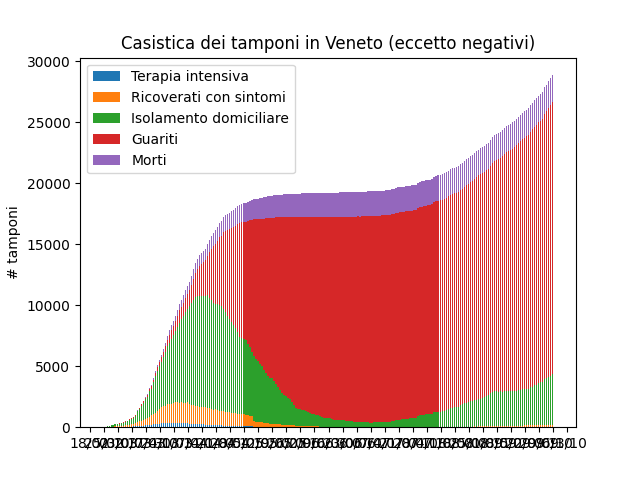 Casistica dei tamponi in Veneto (eccetto negativi)
Terapia intensiva
Ricoverati con sintomi
Isolamento domiciliare
Guariti
Morti
# tamponi
30000
25000
20000
15000
10000
5000
0